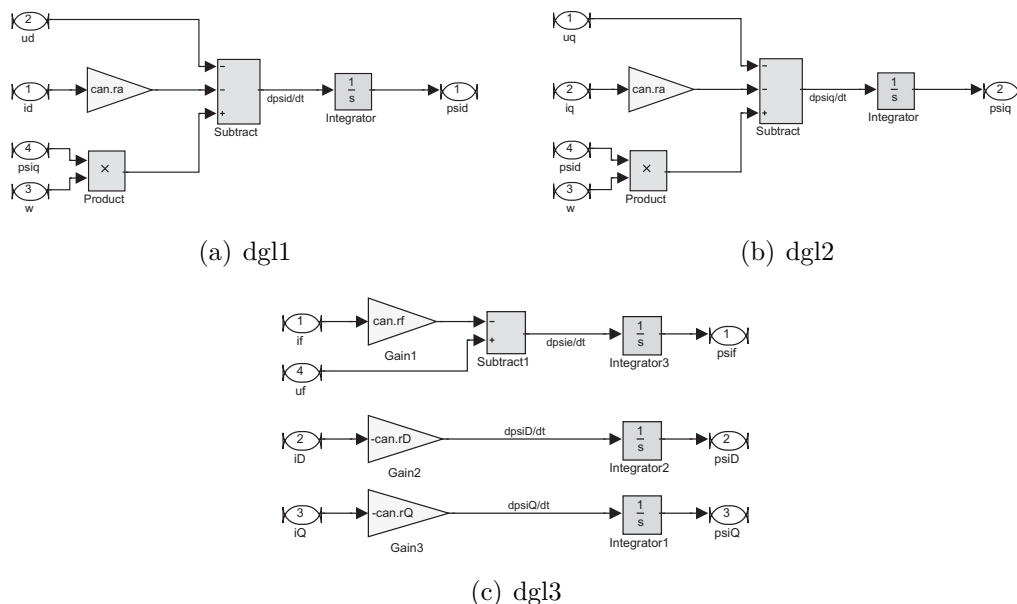 2
ud
1
id
can.ra
−
−
+
Subtract
dpsid/dt
1
s
Integrator
1
psid
4
psiq
3
w
×
Product
(a) dgl1
1
uq
2
iq
can.ra
−
−
+
Subtract
dpsiq/dt
1
s
Integrator
2
psiq
4
psid
3
w
×
Product
(b) dgl2
1
if
can.rf
Gain1
4
uf
−
+
Subtract1
dpsie/dt
1
s
Integrator3
1
psif
2
iD
-can.rD
Gain2
dpsiD/dt
1
s
Integrator2
2
psiD
3
iQ
-can.rQ
Gain3
dpsiQ/dt
1
s
Integrator1
3
psiQ
(c) dgl3